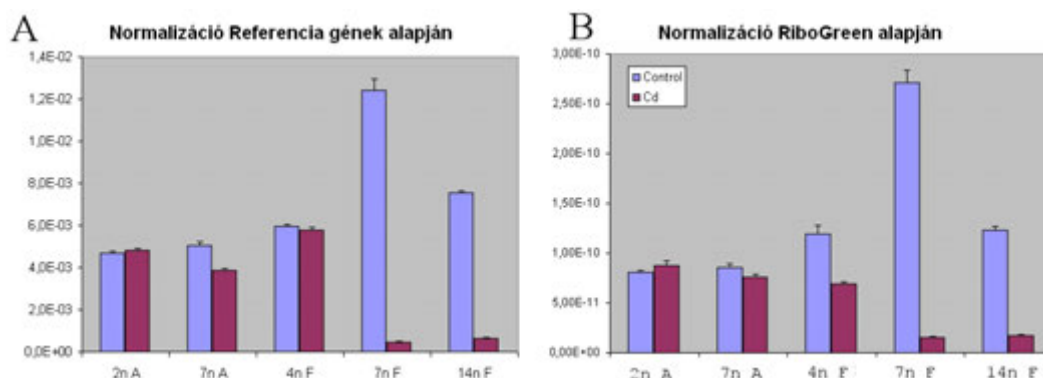 A
Normalizáció Referencia gének alapján
1,4E-02
1,2E-02
1,0E-02
8,0E-03
6,0E-03
4,0E-03
2,0E-03
0,0E+00
2n A
7n A
4n F
7n F
14n F
B
Normalizáció RiboGreen alapján
3,00E-10
2,50E-10
2,00E-10
1,50E-10
1,00E-10
5,00E-11
0,00E+00
Control
Cd
2n A
7n A
4n F
7n F
14n F